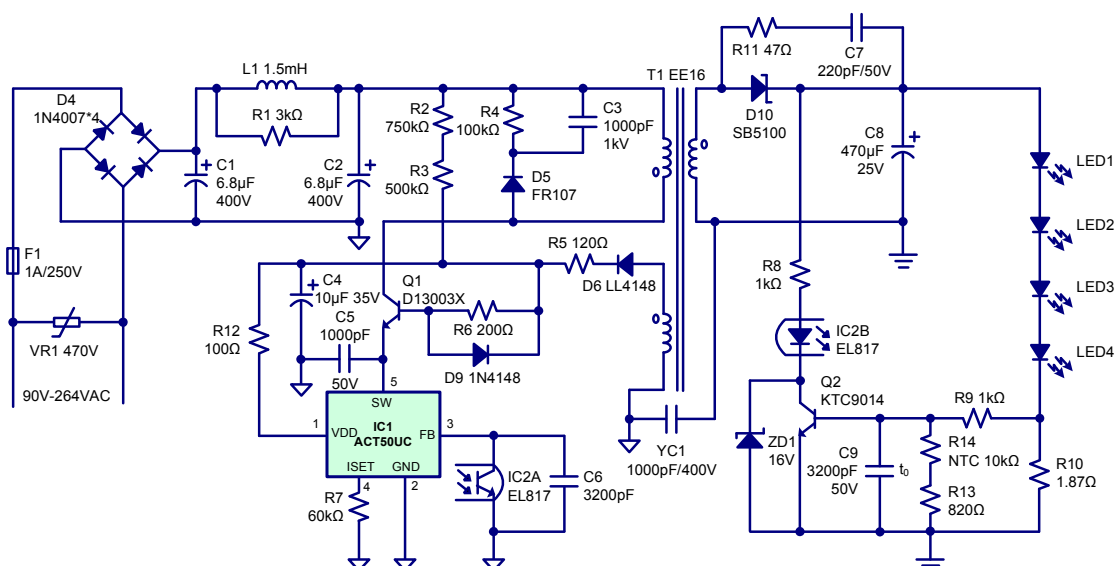 R11 47Ω
C7
220pF/50V
L1 1.5mH
T1 EE16
D4
1N4007*4
R1 3kΩ
R2
750kΩ
R4
100kΩ
C3
1000pF
1kV
D10
SB5100
C8
470µF
25V
C1
6.8µF
400V
C2
6.8µF
400V
R3
500kΩ
D5
FR107
LED1
LED2
LED3
LED4
F1
1A/250V
R5 120Ω
D6 LL4148
R8
1kΩ
C4
10µF 35V
Q1
D13003X
C5
1000pF
50V
R6 200Ω
D9 1N4148
R12
100Ω
VR1 470V
90V-264VAC
IC2B
EL817
Q2
KTC9014
R9 1kΩ
5
SW
1
VDD
IC1
ACT50UC
FB
3
ISET
GND
4
2
R7
60kΩ
IC2A
EL817
C6
3200pF
YC1
1000pF/400V
ZD1
16V
C9
3200pF
50V
t0
R14
NTC 10kΩ
R13
820Ω
R10
1.87Ω